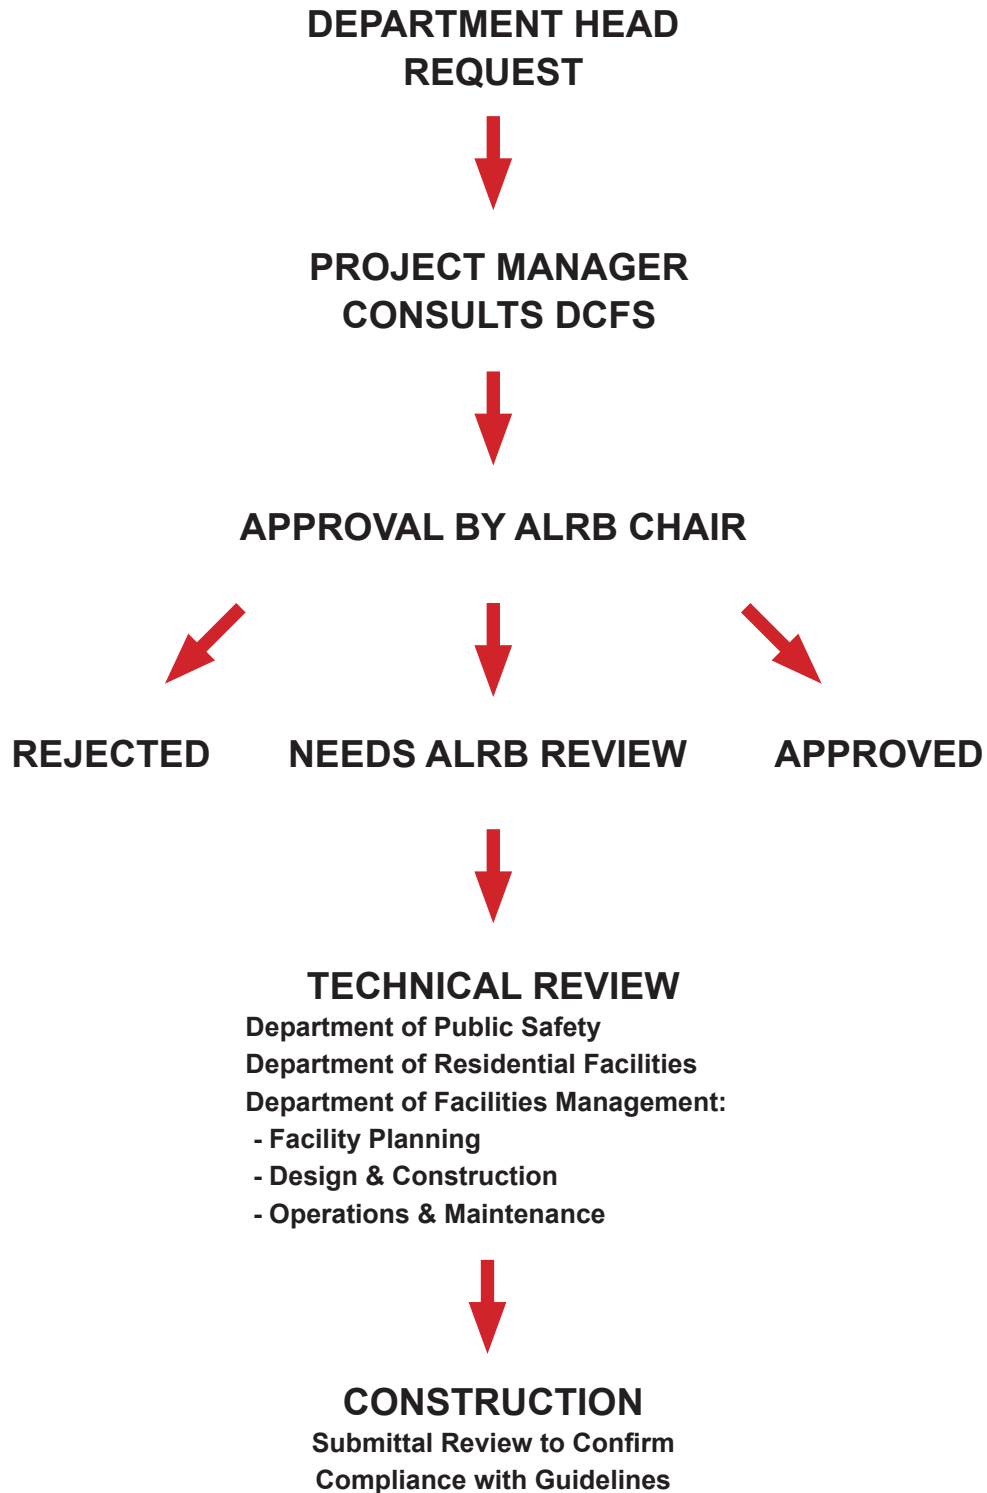 DEPARTMENT HEAD
REQUEST
PROJECT MANAGER
CONSULTS DCFS
APPROVAL BY ALRB CHAIR
REJECTED
NEEDS ALRB REVIEW
APPROVED
TECHNICAL REVIEW
Department of Public Safety
Department of Residential Facilities
Department of Facilities Management:
- Facility Planning
- Design & Construction
- Operations & Maintenance
CONSTRUCTION
Submittal Review to Confirm
Compliance with Guidelines